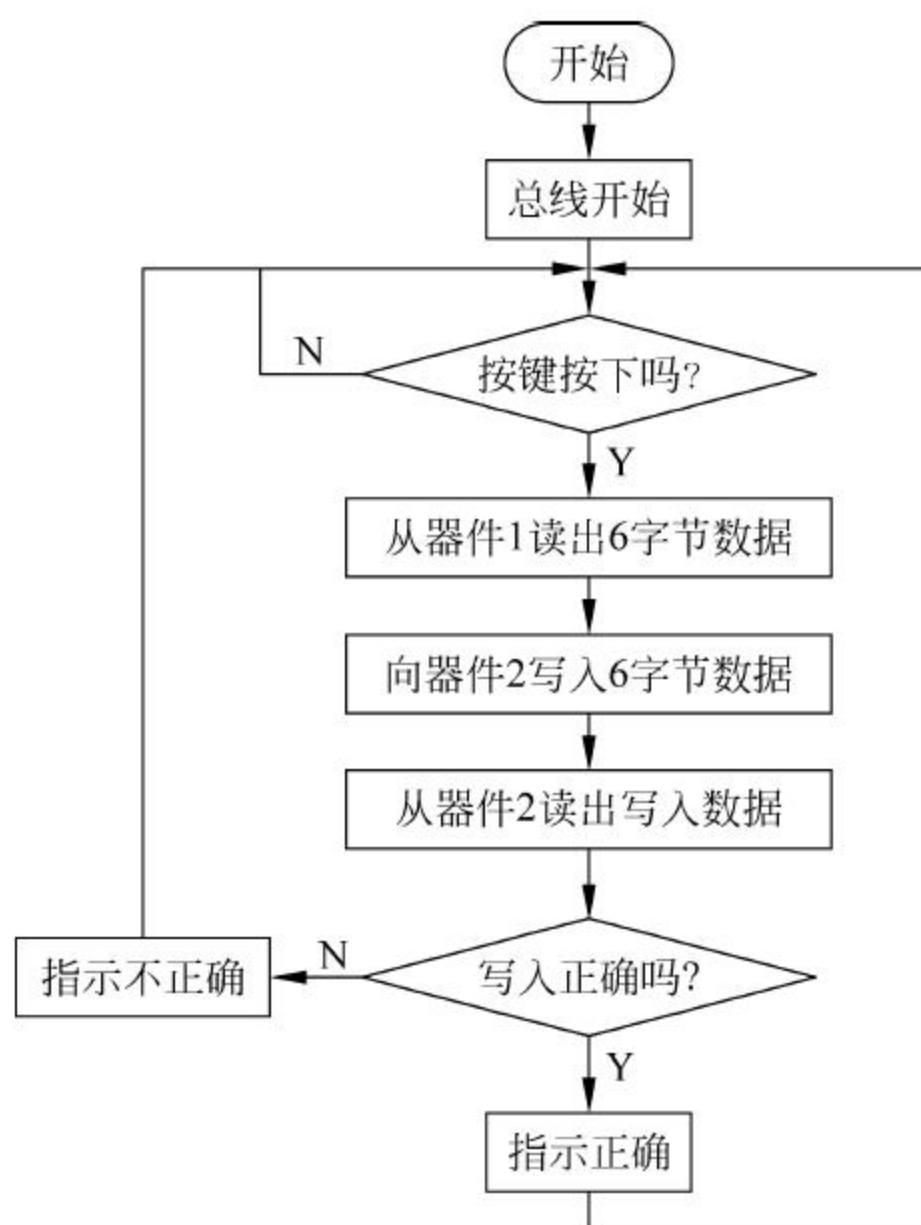 开始
总线开始
N
按键按下吗?
Y
从器件1读出6字节数据
向器件2写入6字节数据
从器件2读出写入数据
指示不正确
N
写入正确吗?
Y
指示正确